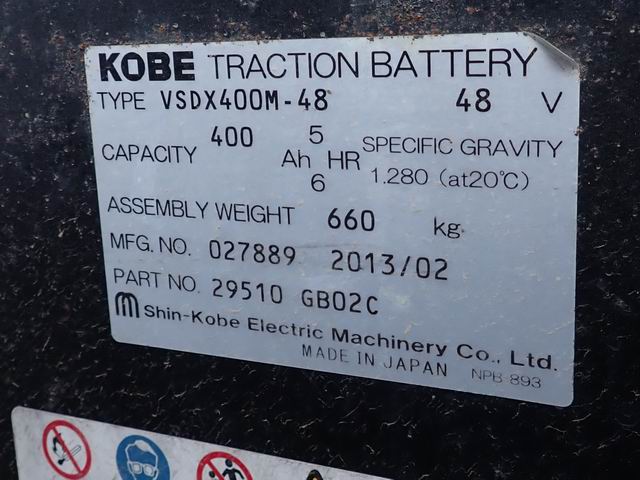 KOBE TRACTION BATTERY
TYPE VSDX400M-48 48 V
CAPACITY 400 Ah 5 HR 6
SPECIFIC GRAVITY
1.280 (at20℃)
ASSEMBLY WEIGHT 660 kg
MFG. NO. 027889 2013/02
PART NO. 29510 GB02C
Shin-Kobe Electric Machinery Co., Ltd.
MADE IN JAPAN NPB-893